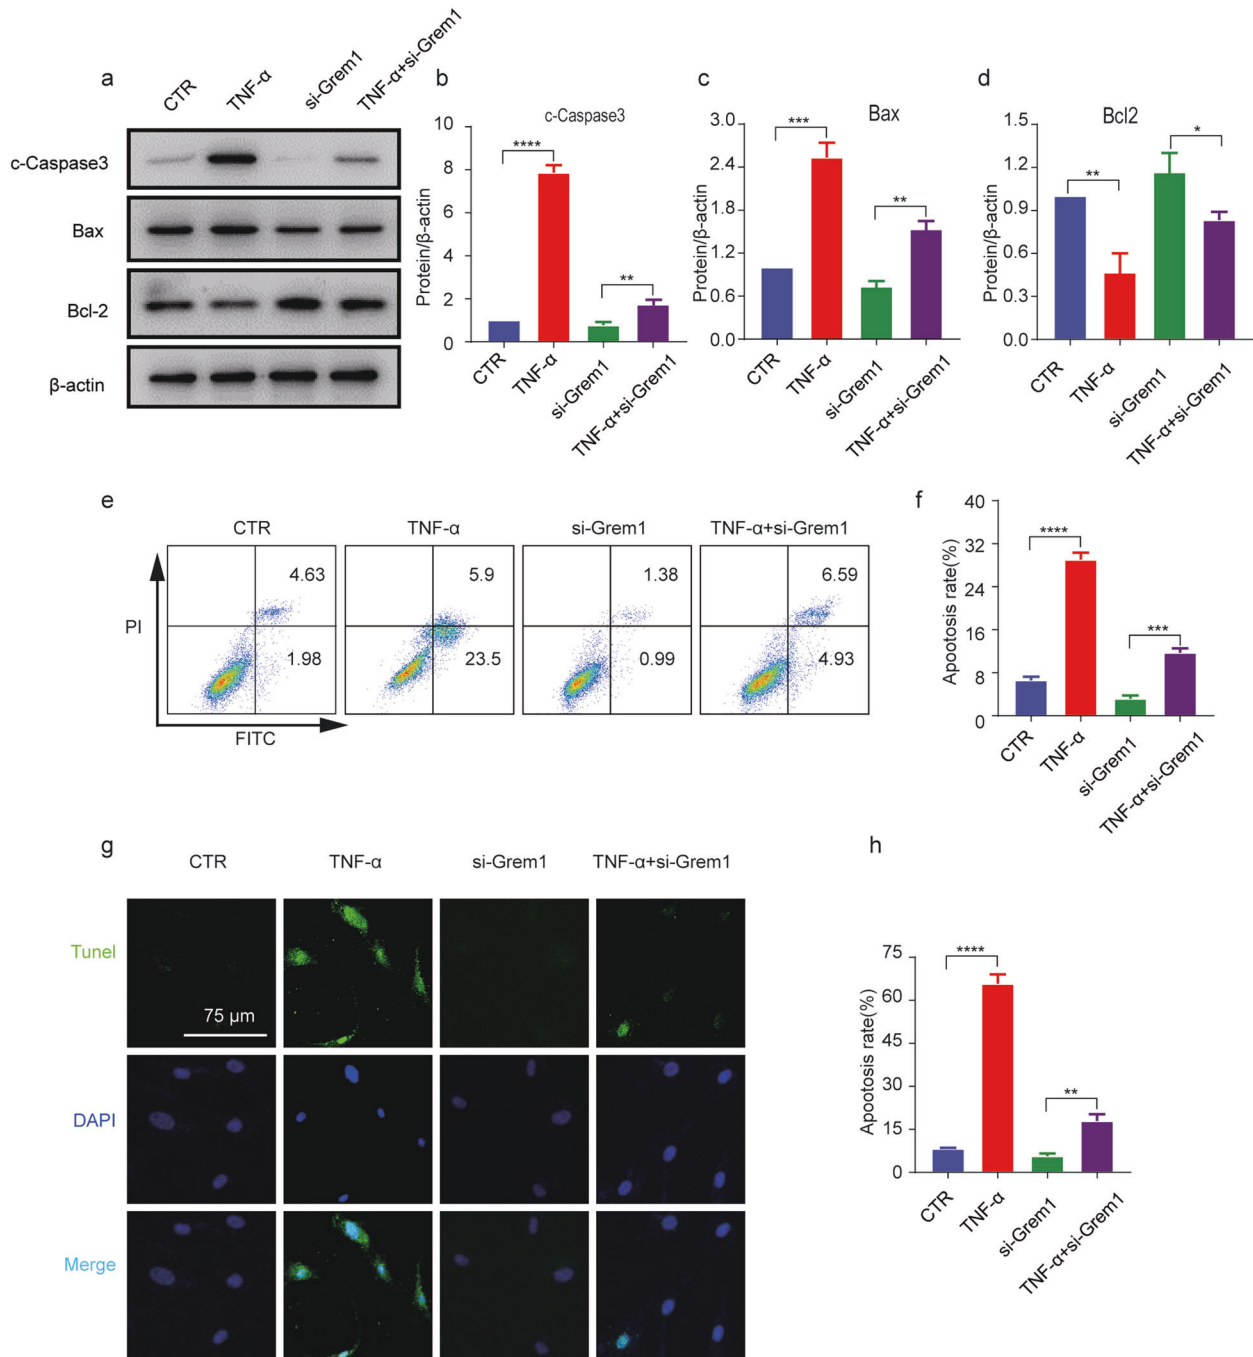 a
CTR
TNF-α
si-Grem1
TNF-α+si-Grem1
c-Caspase3
Bax
Bcl-2
β-actin
b
c-Caspase3
Protein/β-actin
10
8
6
4
2
0
****
**
CTR
TNF-α
si-Grem1
TNF-α+si-Grem1
c
Bax
Protein/β-actin
3.0
2.4
1.8
1.2
0.6
0.0
***
**
CTR
TNF-α
si-Grem1
TNF-α+si-Grem1
d
Bcl2
Protein/β-actin
1.5
1.2
0.9
0.6
0.3
0.0
**
*
CTR
TNF-α
si-Grem1
TNF-α+si-Grem1
e
CTR
TNF-α
si-Grem1
TNF-α+si-Grem1
PI
4.63
1.98
5.9
23.5
1.38
0.99
6.59
4.93
FITC
f
Apootosis rate(%)
40
32
24
16
8
0
****
***
CTR
TNF-α
si-Grem1
TNF-α+si-Grem1
g
CTR
TNF-α
si-Grem1
TNF-α+si-Grem1
Tunel
75 μm
DAPI
Merge
h
Apootosis rate(%)
75
60
45
30
15
0
****
**
CTR
TNF-α
si-Grem1
TNF-α+si-Grem1